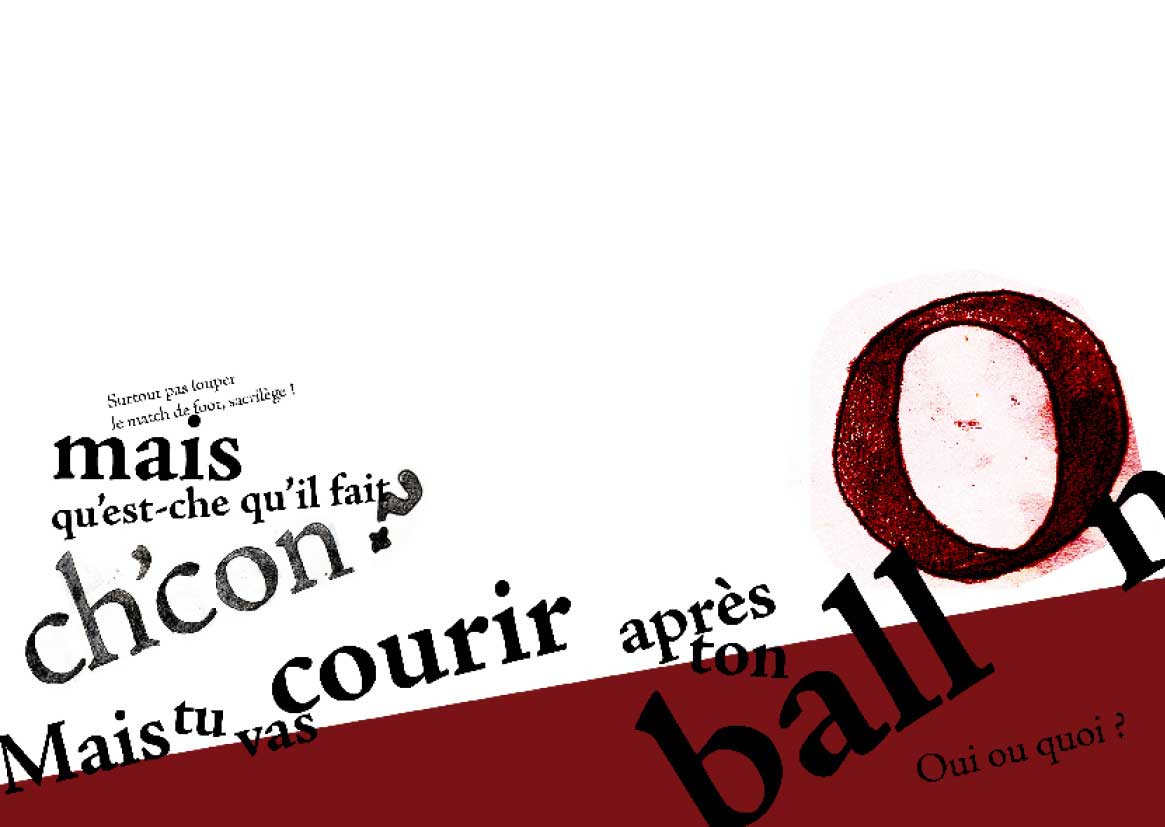 Surtout pas louper
le match de foot, sacrilège !
mais
qu'est-che qu'il fait
ch'con ?
Mais tu vas courir après ton ballOn
Oui ou quoi ?